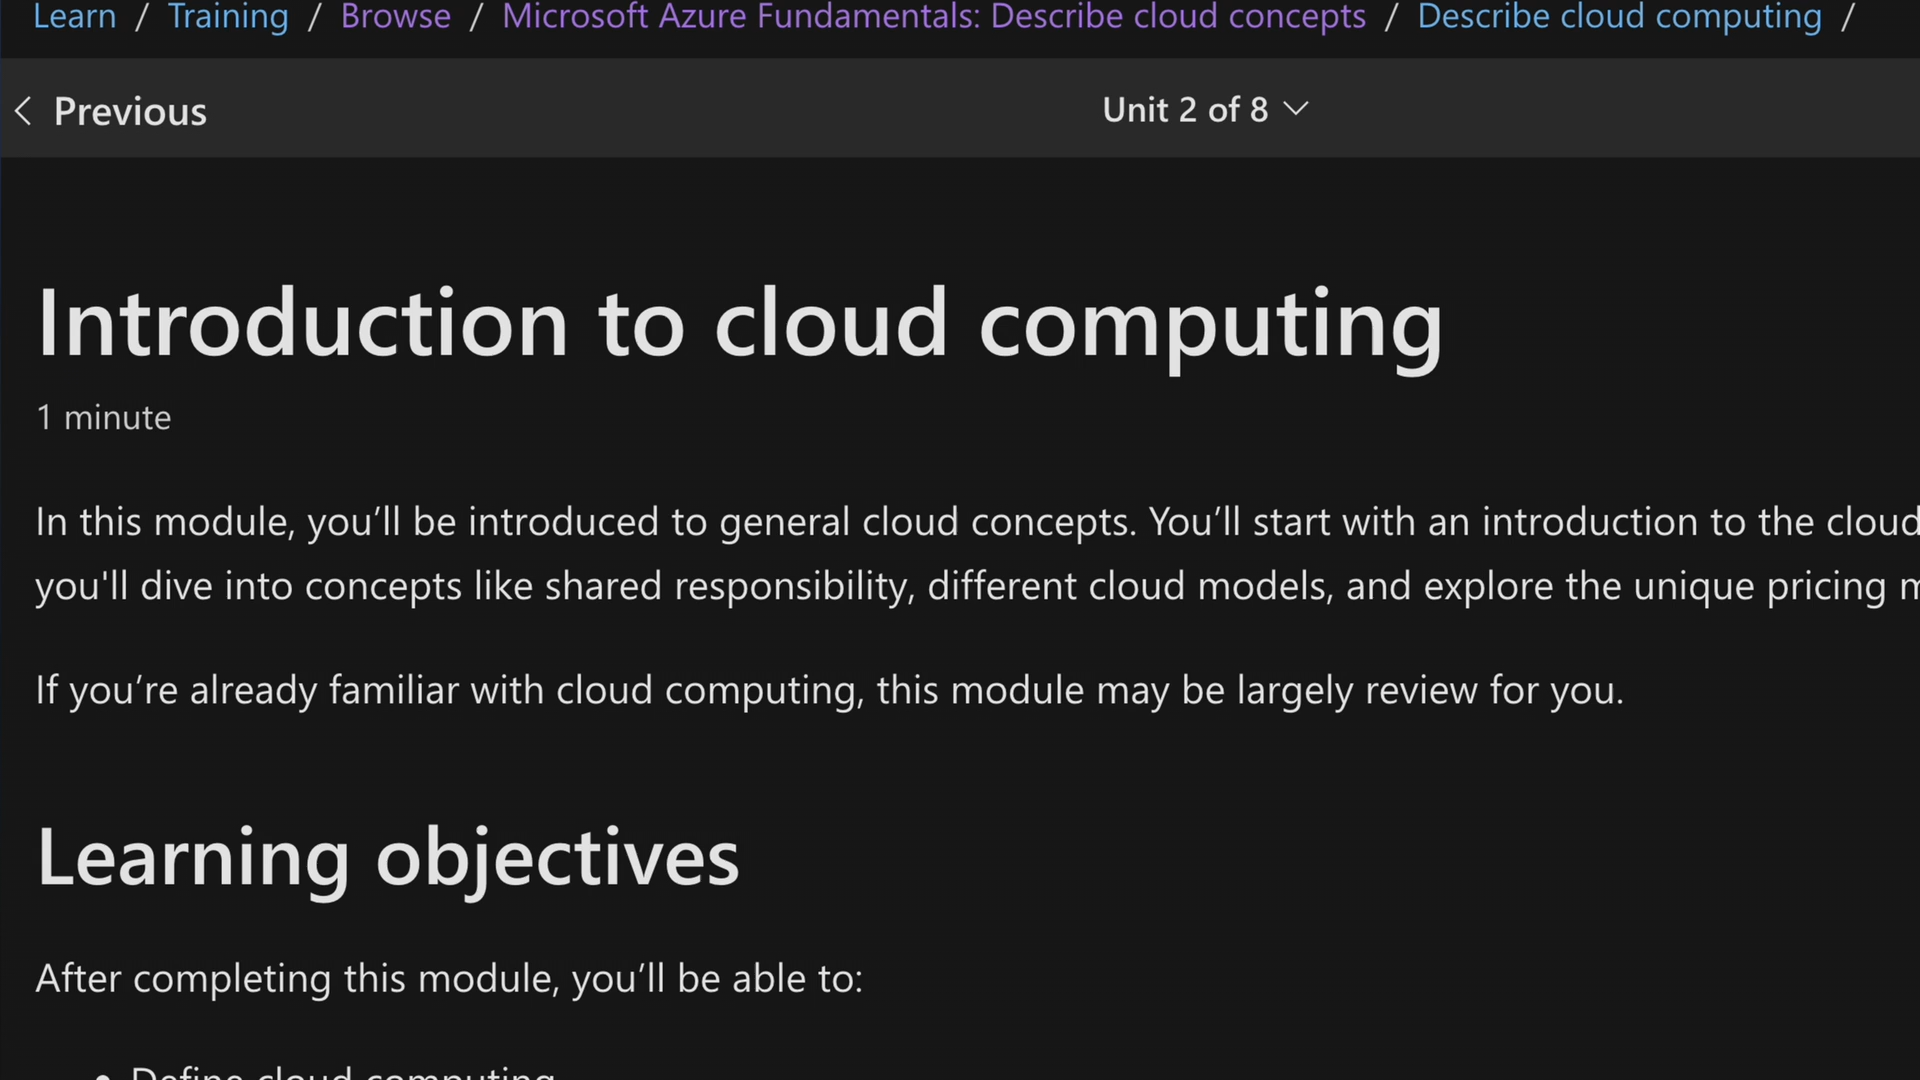 Learn / Training / Browse / Microsoft Azure Fundamentals: Describe cloud concepts / Describe cloud computing /
Previous
Unit 2 of 8
Introduction to cloud computing
1 minute
In this module, you’ll be introduced to general cloud concepts. You’ll start with an introduction to the cloud
you'll dive into concepts like shared responsibility, different cloud models, and explore the unique pricing
If you’re already familiar with cloud computing, this module may be largely review for you.
Learning objectives
After completing this module, you’ll be able to:
• Define cloud computing